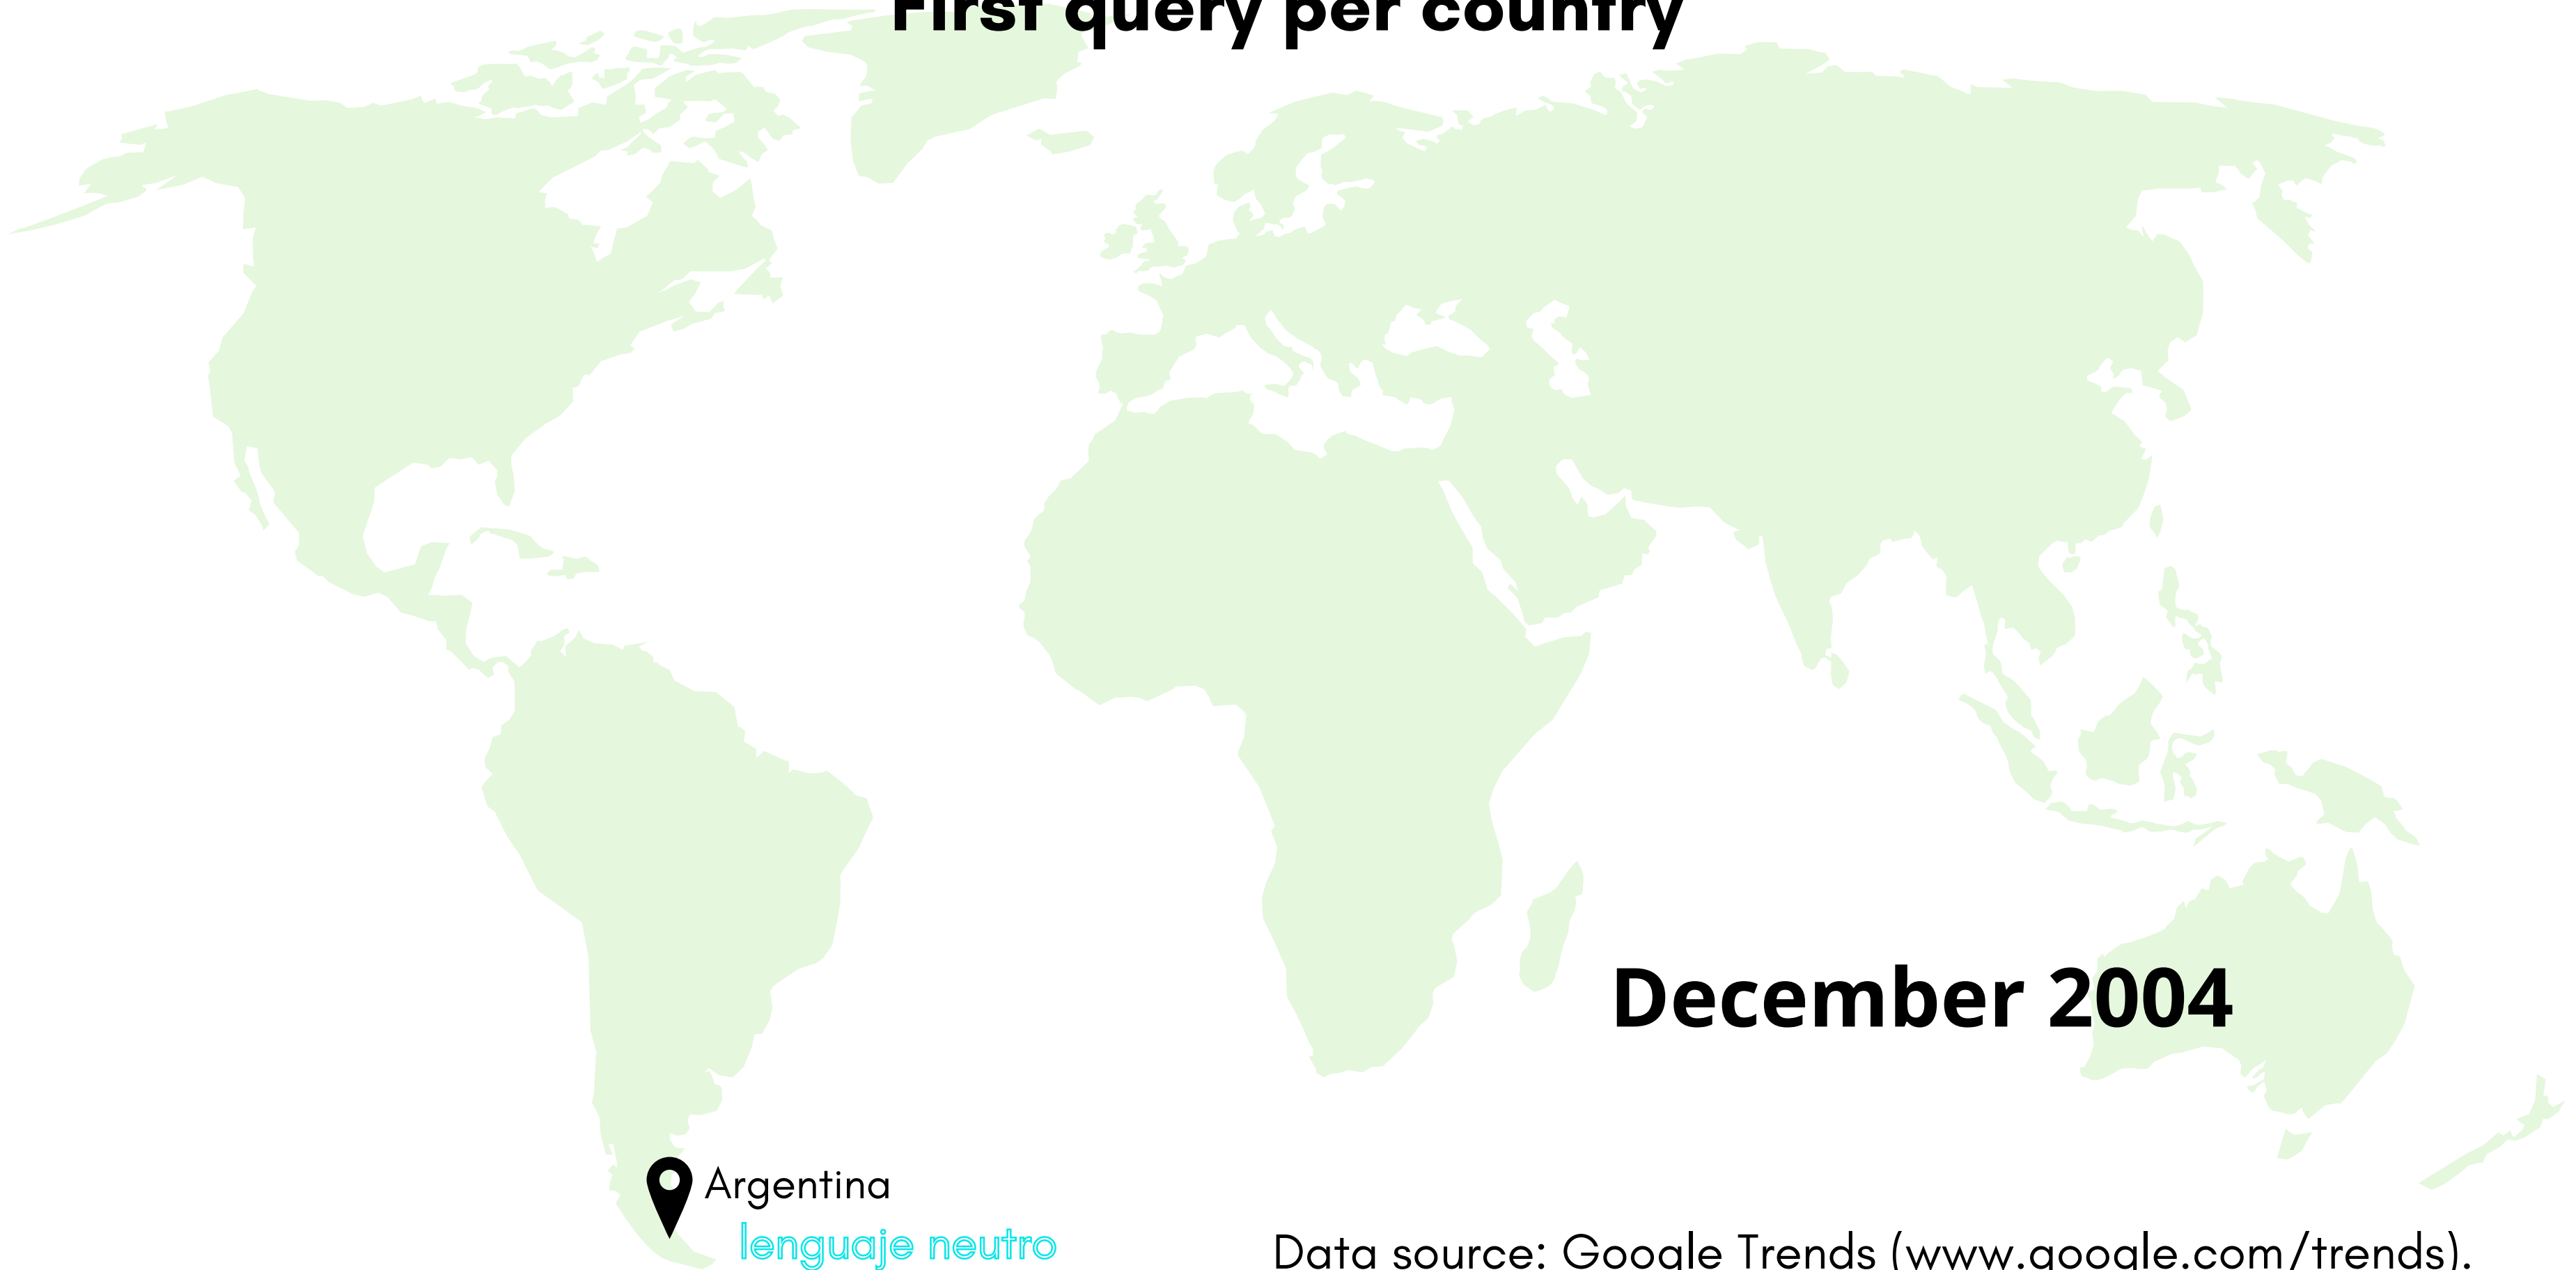 First query per country
December 2004
Argentina
lenguaje neutro
Data source: Google Trends (www.google.com/trends).